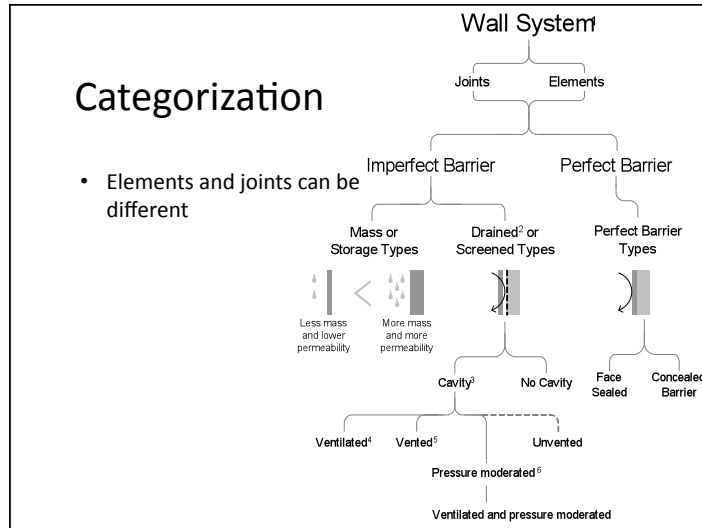 Wall System¹
Categorization
Joints
Elements
• Elements and joints can be
different
Imperfect Barrier
Perfect Barrier
Mass or
Storage Types
Drained² or
Screened Types
Perfect Barrier
Types
<
Less mass
and lower
permeability
More mass
and more
permeability
Cavity³
No Cavity
Face
Sealed
Concealed
Barrier
Ventilated⁴
Vented⁵
Unvented
Pressure moderated⁶
Ventilated and pressure moderated